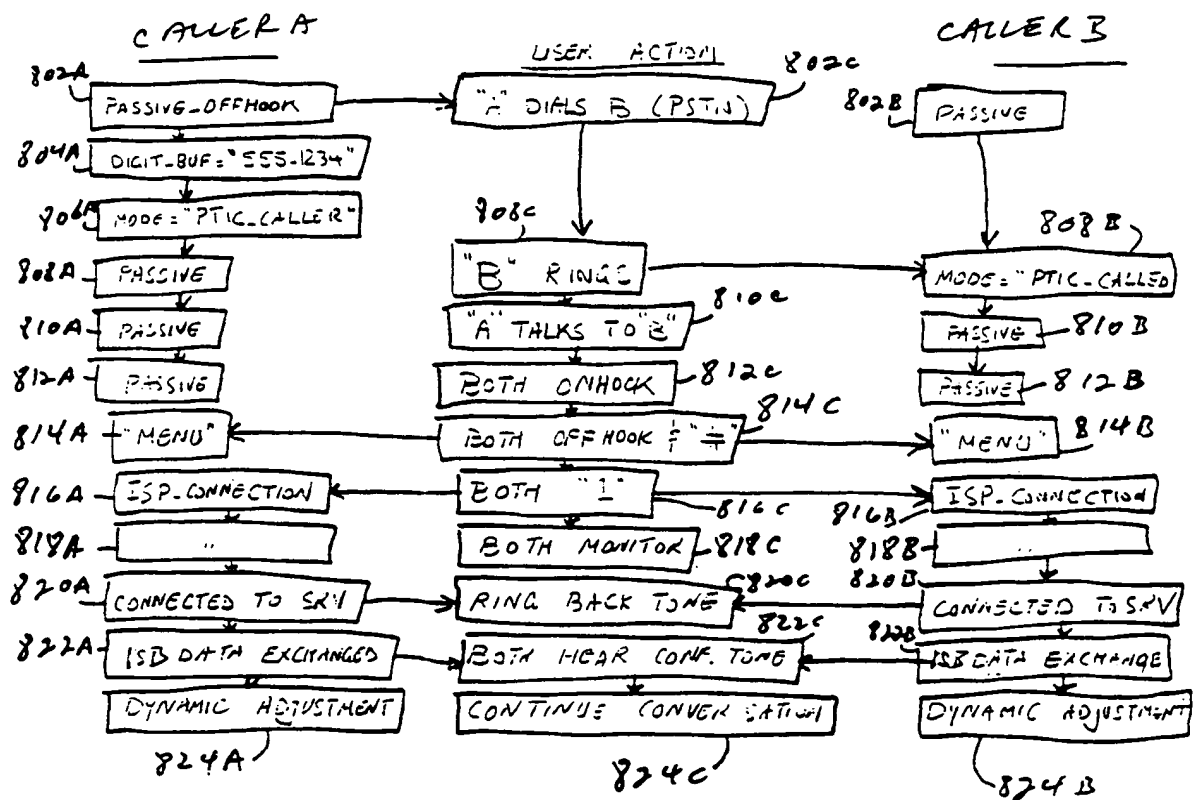 CALLER A
USER ACTION
CALLER B
802A
PASSIVE_OFFHOOK
"A" DIALS B (PSTN)
802C
802B
PASSIVE
804A
DIGIT_BUF="555-1234"
806A
MODE="PTIC_CALLER"
808C
808B
808A
PASSIVE
"B" RINGS
MODE="PTIC_CALLED
810A
PASSIVE
"A" TALKS TO "B"
810C
PASSIVE
810B
812A
PASSIVE
BOTH ONHOOK
812C
PASSIVE
812B
814A
"MENU"
BOTH OFFHOOK & "#"
814C
"MENU"
814B
816A
ISP_CONNECTION
BOTH "1"
816C
816B
ISP_CONNECTION
818A
..
BOTH MONITOR
818C
818B
..
820A
CONNECTED TO SRV
RING BACK TONE
820C
820B
CONNECTED TO SRV
822A
ISB DATA EXCHANGED
BOTH HEAR CONF. TONE
822C
822B
ISB DATA EXCHANGE
DYNAMIC ADJUSTMENT
CONTINUE CONVERSATION
DYNAMIC ADJUSTMENT
824A
824C
824B